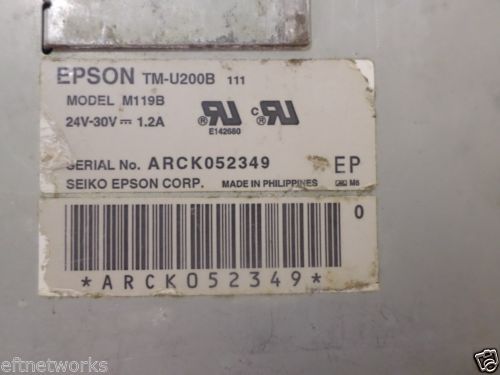 EPSON TM-U200B 111
MODEL M119B
24V-30V ⎓ 1.2A
E142680
SERIAL No. ARCK052349
EP
SEIKO EPSON CORP. MADE IN PHILIPPINES
M6
0
*ARCK052349*
eftnetworks